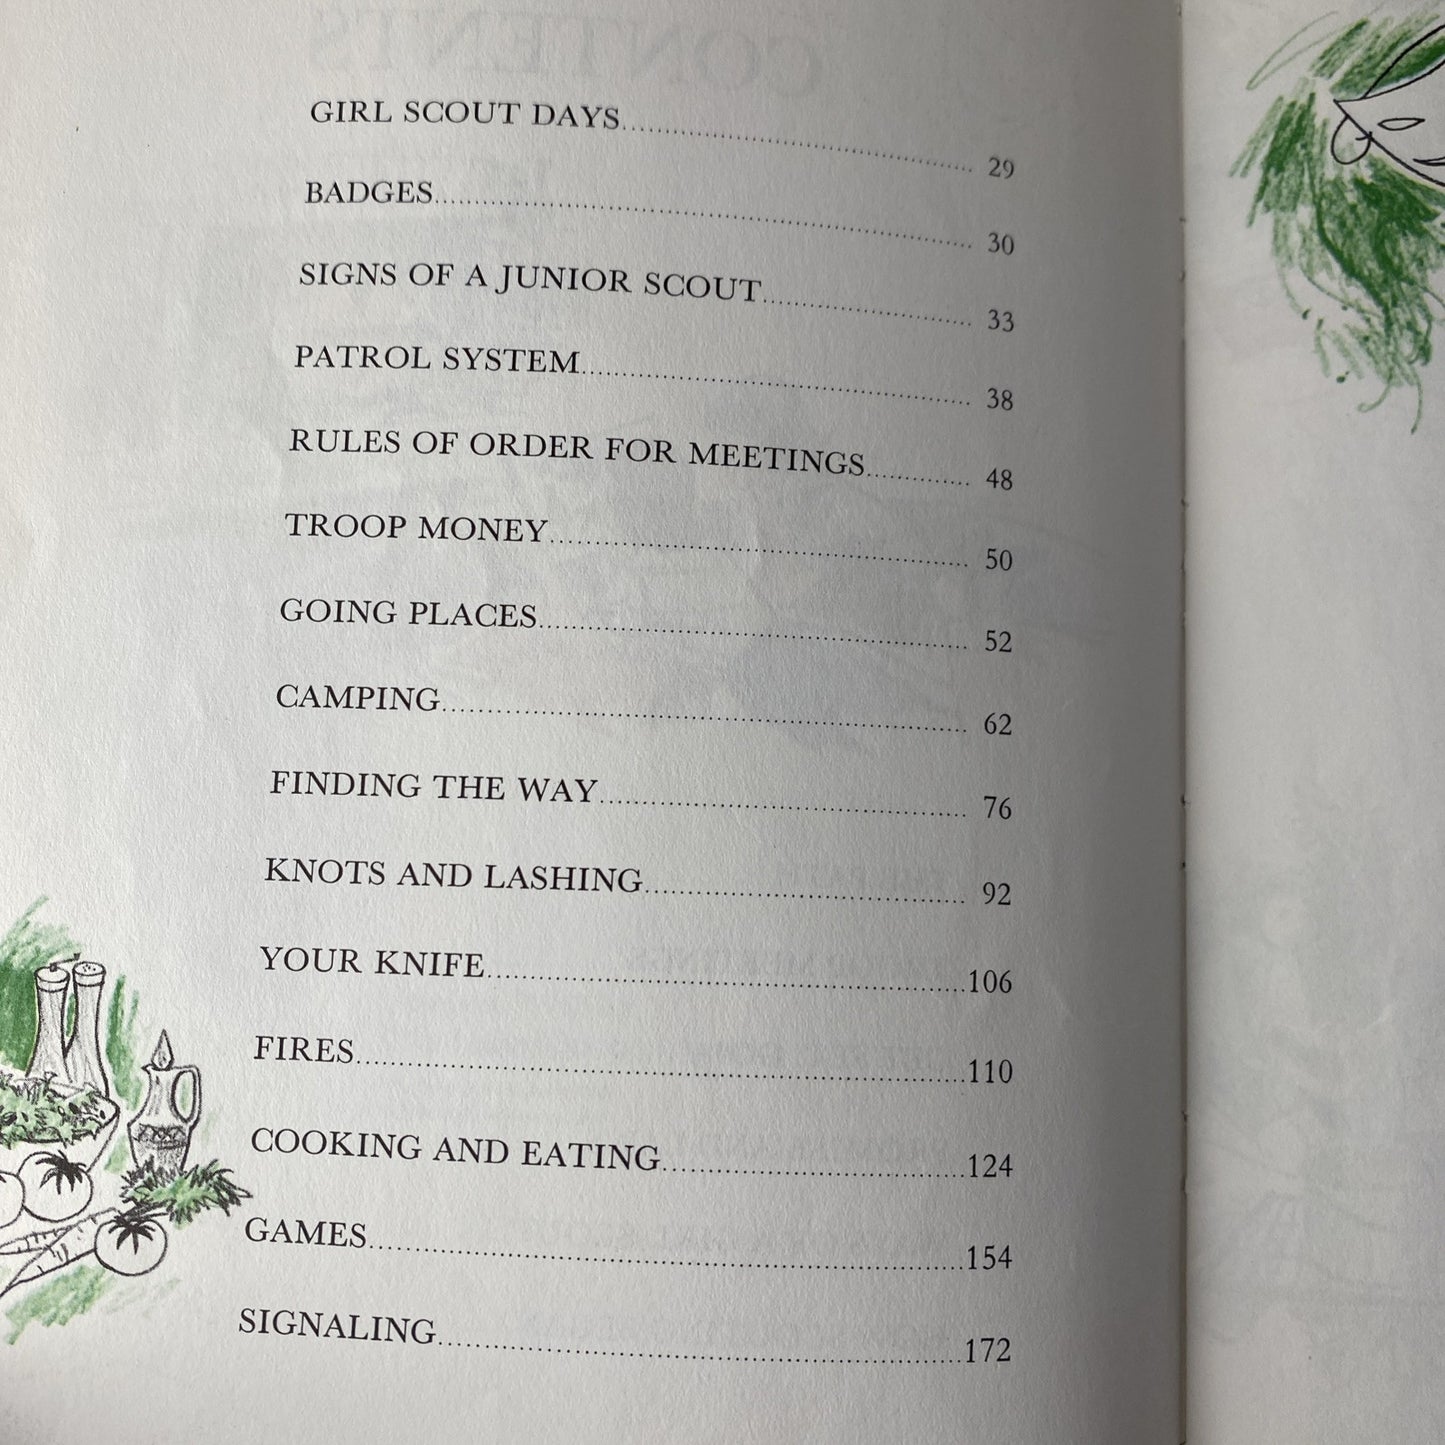 GIRL SCOUT DAYS.................................... 29
BADGES........................................................ 30
SIGNS OF A JUNIOR SCOUT...................... 33
PATROL SYSTEM......................................... 38
RULES OF ORDER FOR MEETINGS........... 48
TROOP MONEY............................................ 50
GOING PLACES............................................. 52
CAMPING....................................................... 62
FINDING THE WAY...................................... 76
KNOTS AND LASHING................................. 92
YOUR KNIFE..................................................106
FIRES................................................................110
COOKING AND EATING................................124
GAMES..............................................................154
SIGNALING......................................................172